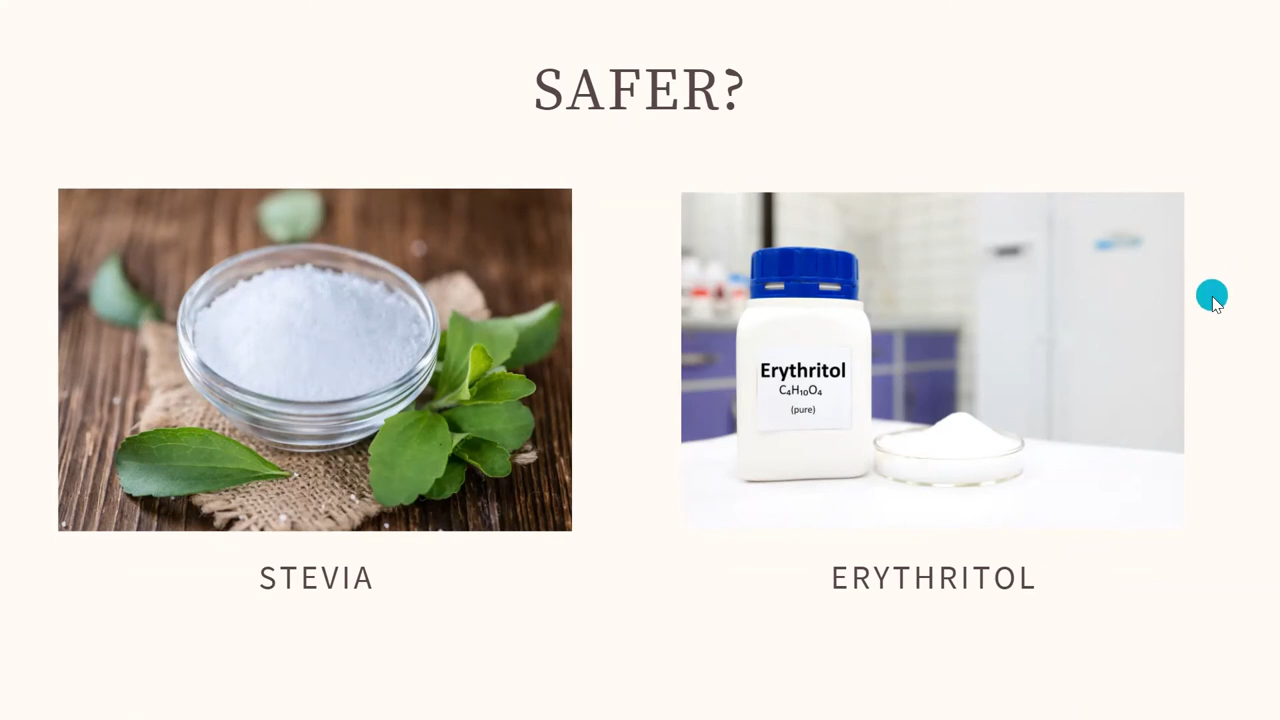 SAFER?
Erythritol
C₄H₁₀O₄
(pure)
STEVIA
ERYTHRITOL